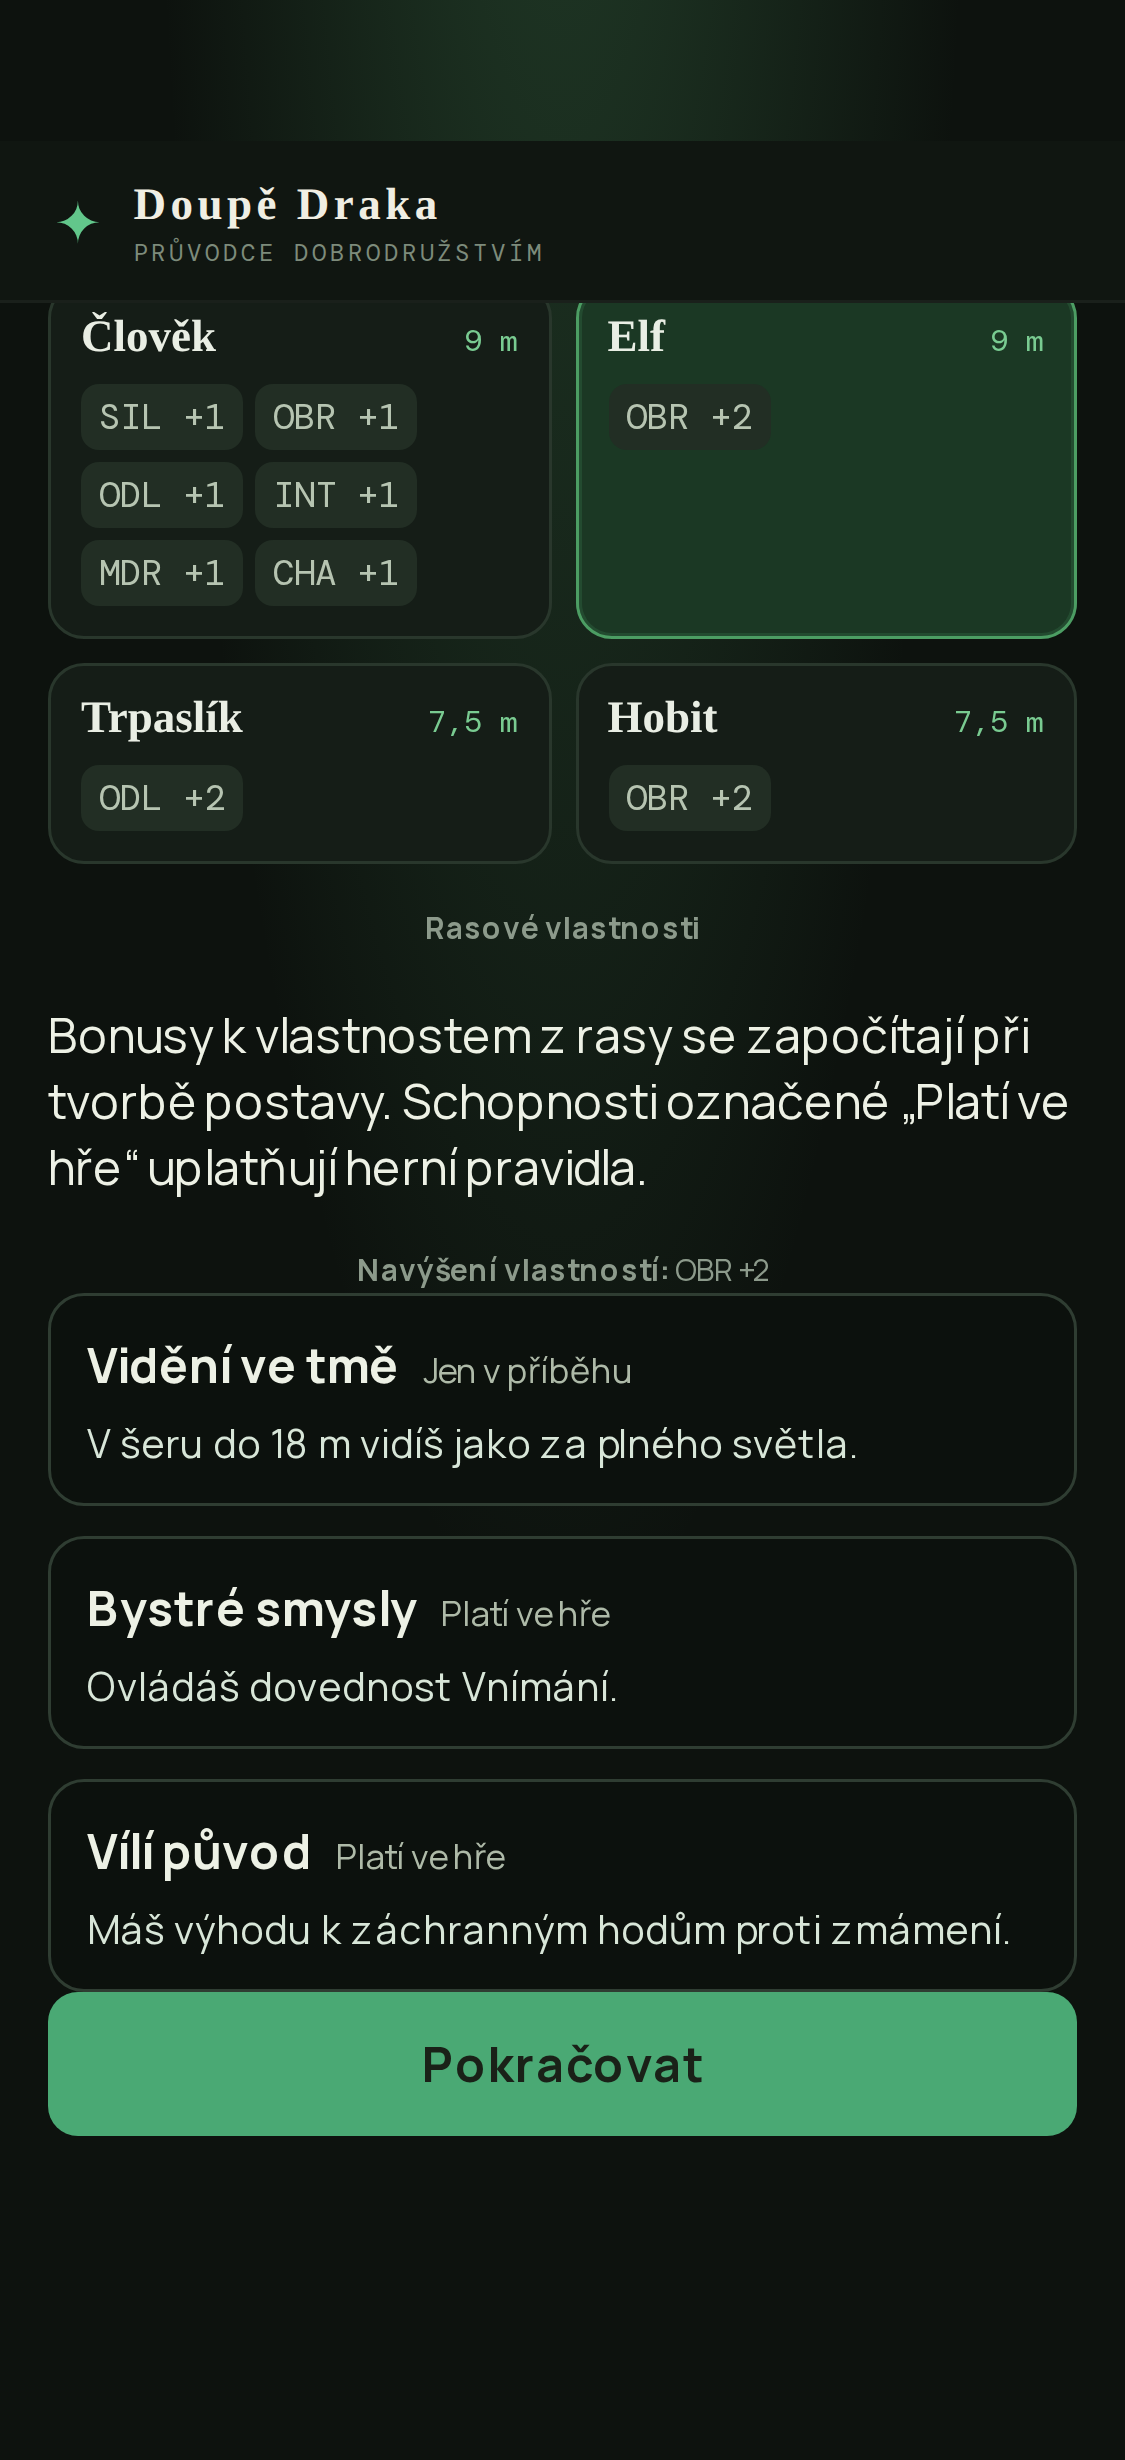 Doupě Draka
PRŮVODCE DOBRODRUŽSTVÍM
Člověk 9 m
SIL +1 OBR +1
ODL +1 INT +1
MDR +1 CHA +1
Elf 9 m
OBR +2
Trpaslík 7,5 m
ODL +2
Hobit 7,5 m
OBR +2
Rasové vlastnosti
Bonusy k vlastnostem z rasy se započítají při
tvorbě postavy. Schopnosti označené „Platí ve
hře“ uplatňují herní pravidla.
Navýšení vlastností: OBR +2
Vidění ve tmě Jen v příběhu
V šeru do 18 m vidíš jako za plného světla.
Bystré smysly Platí ve hře
Ovládáš dovednost Vnímání.
Vílí původ Platí ve hře
Máš výhodu k záchranným hodům proti zmámení.
Pokračovat